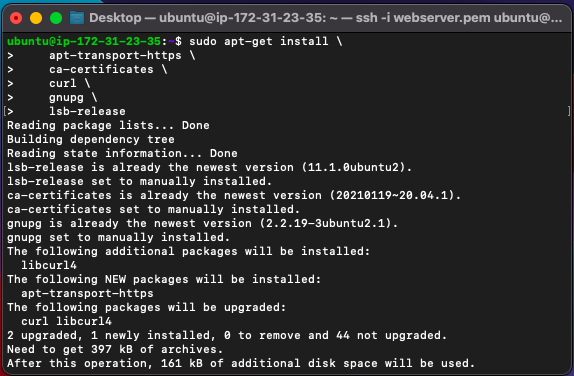 Desktop — ubuntu@ip-172-31-23-35: ~ — ssh -i webserver.pem ubuntu@...
ubuntu@ip-172-31-23-35:~$ sudo apt-get install \
>     apt-transport-https \
>     ca-certificates \
>     curl \
>     gnupg \
[>     lsb-release ]
Reading package lists... Done
Building dependency tree
Reading state information... Done
lsb-release is already the newest version (11.1.0ubuntu2).
lsb-release set to manually installed.
ca-certificates is already the newest version (20210119~20.04.1).
ca-certificates set to manually installed.
gnupg is already the newest version (2.2.19-3ubuntu2.1).
gnupg set to manually installed.
The following additional packages will be installed:
  libcurl4
The following NEW packages will be installed:
  apt-transport-https
The following packages will be upgraded:
  curl libcurl4
2 upgraded, 1 newly installed, 0 to remove and 44 not upgraded.
Need to get 397 kB of archives.
After this operation, 161 kB of additional disk space will be used.